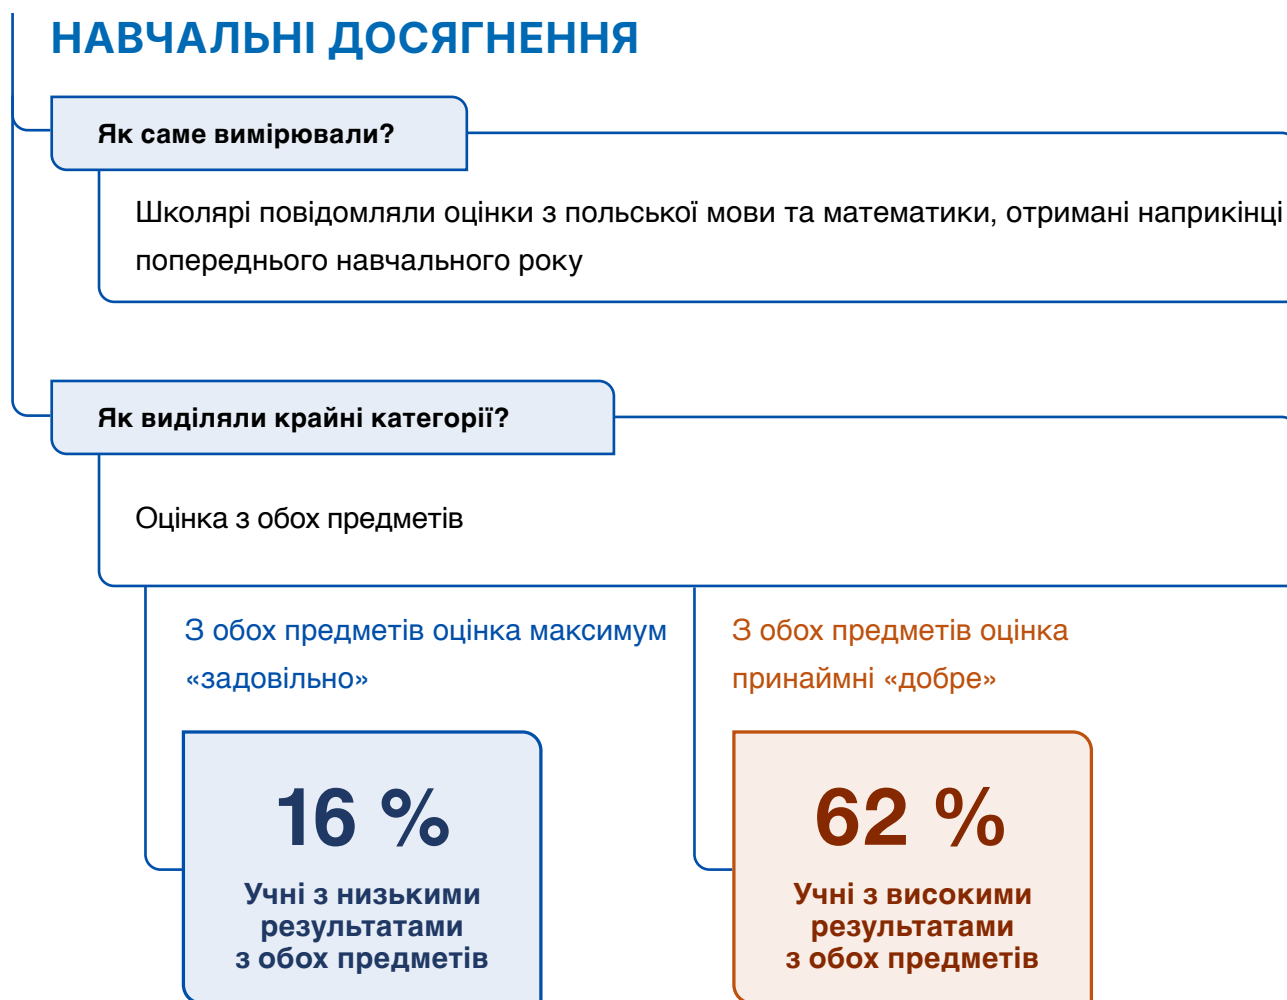 НАВЧАЛЬНІ ДОСЯГНЕННЯ
Як саме вимірювали?
Школярі повідомляли оцінки з польської мови та математики, отримані наприкінці
попереднього навчального року
Як виділяли крайні категорії?
Оцінка з обох предметів
З обох предметів оцінка максимум
«задовільно»
16 %
Учні з низькими
результатами
з обох предметів
З обох предметів оцінка
принаймні «добре»
62 %
Учні з високими
результатами
з обох предметів